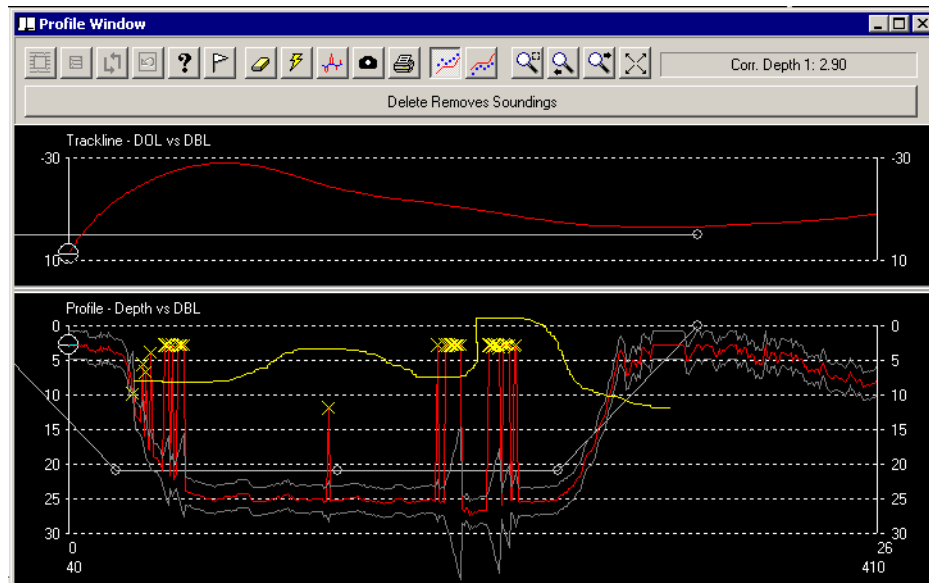 Profile Window
Corr. Depth 1: 2.90
Delete Removes Soundings
Trackline - DOL vs DBL
-30 -30
10 10
Profile - Depth vs DBL
0 0
5 5
10 10
15 15
20 20
25 25
30 30
0 26
40 410